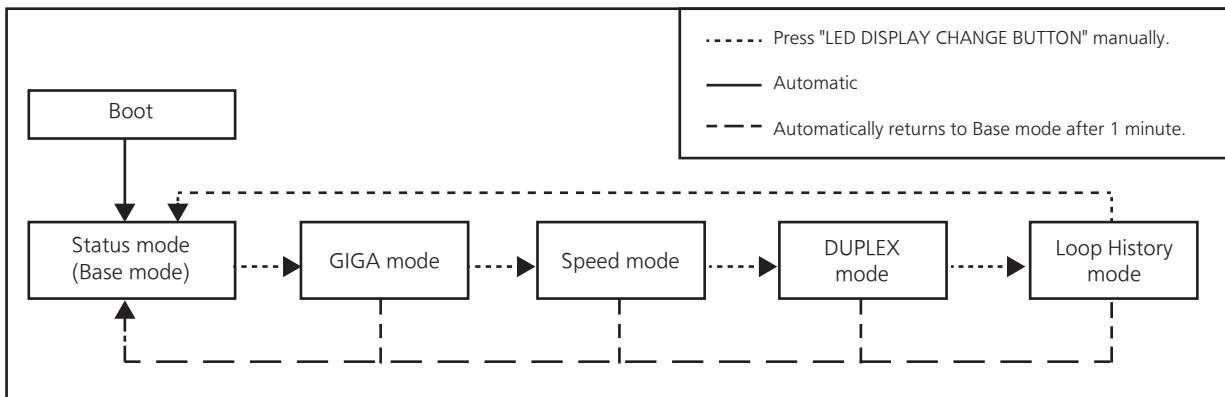 Press "LED DISPLAY CHANGE BUTTON" manually.
Automatic
Automatically returns to Base mode after 1 minute.
Boot
Status mode
(Base mode)
GIGA mode
Speed mode
DUPLEX
mode
Loop History
mode